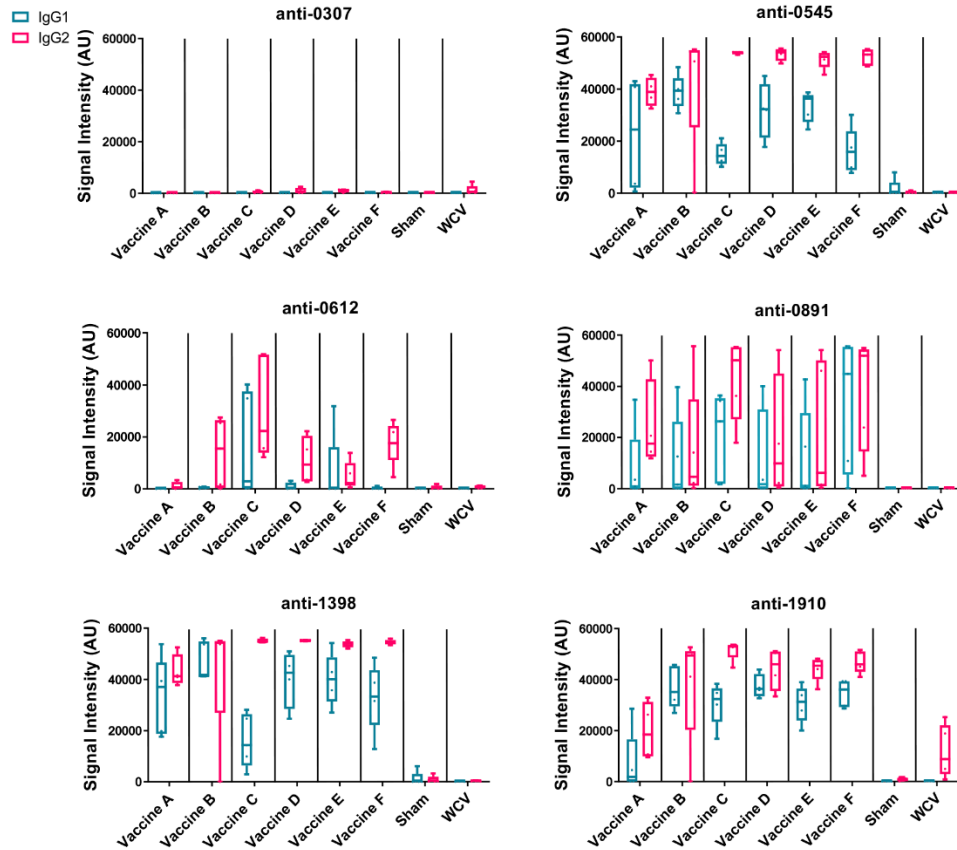 IgG1
IgG2
anti-0307
Signal Intensity (AU)
60000
40000
20000
0
Vaccine A
Vaccine B
Vaccine C
Vaccine D
Vaccine E
Vaccine F
Sham
WCV
anti-0545
Signal Intensity (AU)
60000
40000
20000
0
Vaccine A
Vaccine B
Vaccine C
Vaccine D
Vaccine E
Vaccine F
Sham
WCV
anti-0612
Signal Intensity (AU)
60000
40000
20000
0
Vaccine A
Vaccine B
Vaccine C
Vaccine D
Vaccine E
Vaccine F
Sham
WCV
anti-0891
Signal Intensity (AU)
60000
40000
20000
0
Vaccine A
Vaccine B
Vaccine C
Vaccine D
Vaccine E
Vaccine F
Sham
WCV
anti-1398
Signal Intensity (AU)
60000
40000
20000
0
Vaccine A
Vaccine B
Vaccine C
Vaccine D
Vaccine E
Vaccine F
Sham
WCV
anti-1910
Signal Intensity (AU)
60000
40000
20000
0
Vaccine A
Vaccine B
Vaccine C
Vaccine D
Vaccine E
Vaccine F
Sham
WCV